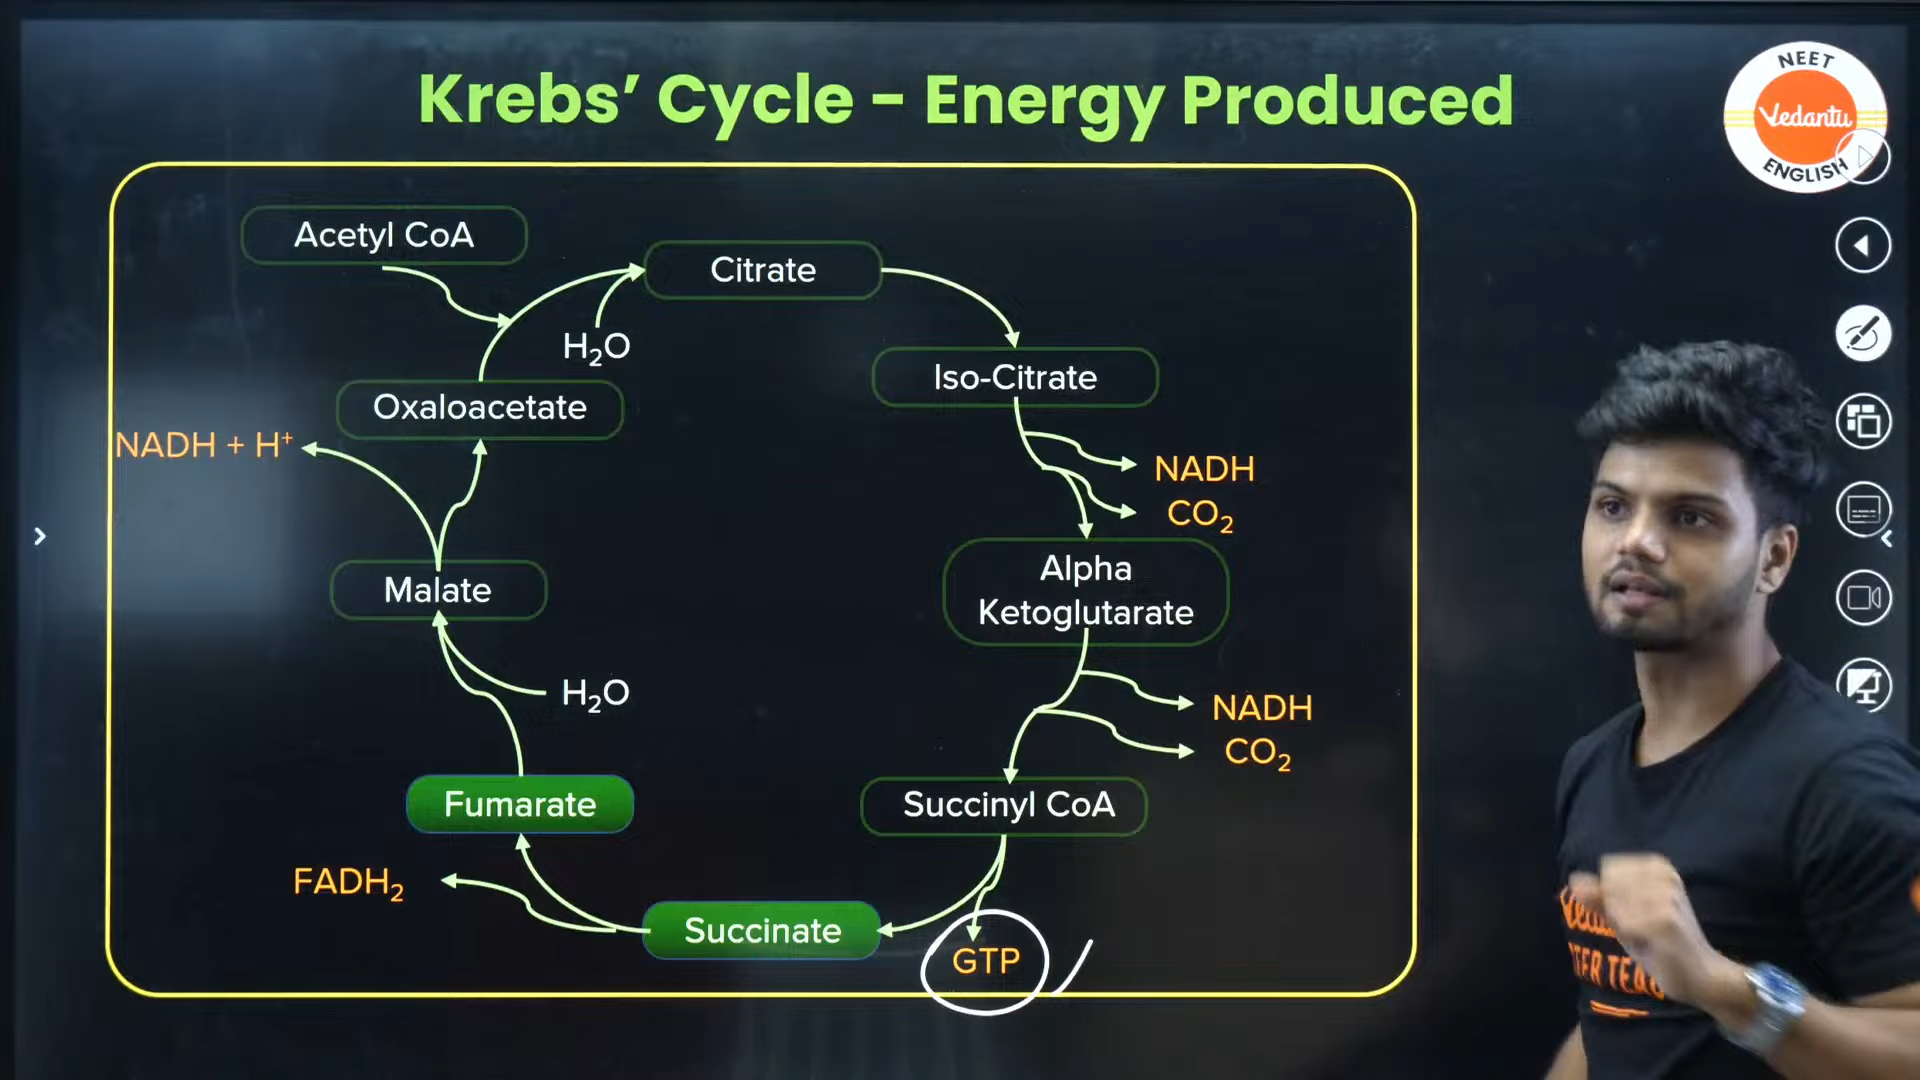 Krebs’ Cycle - Energy Produced
NEET
Vedantu
ENGLISH
Acetyl CoA
Citrate
H₂O
Iso-Citrate
Oxaloacetate
NADH + H⁺
NADH
CO₂
Alpha
Ketoglutarate
Malate
H₂O
NADH
CO₂
Fumarate
Succinyl CoA
FADH₂
Succinate
GTP